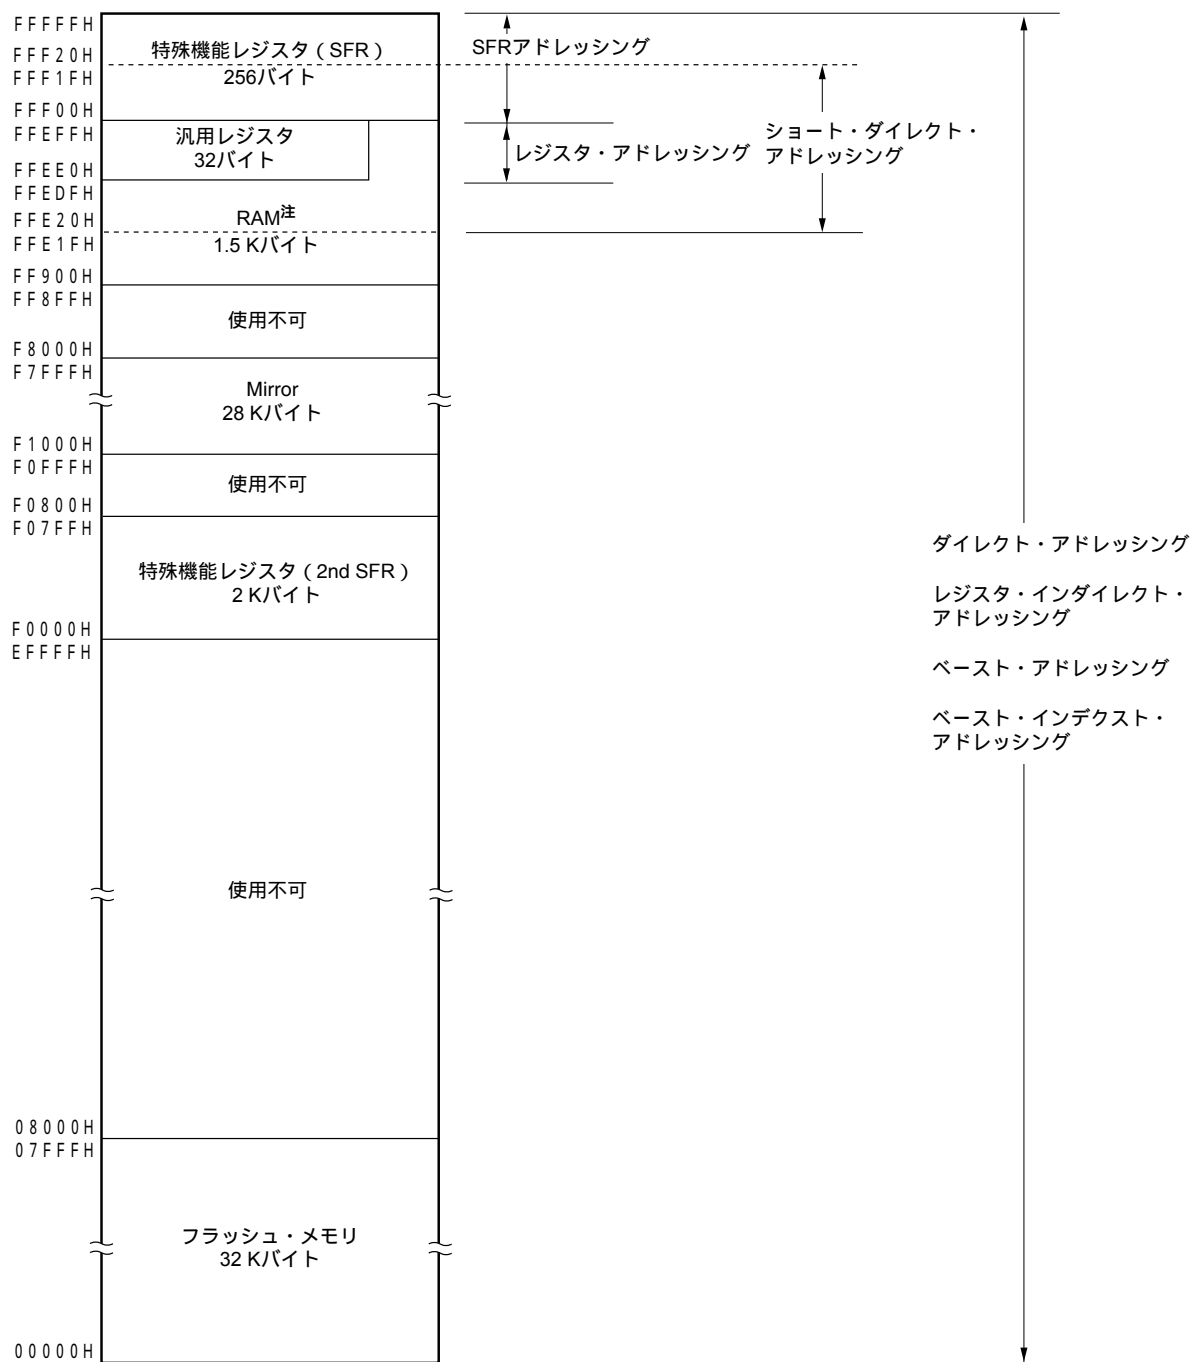 FFFFFH
FFF20H
FFF1FH
FFF00H
FFEFFH
FFEE0H
FFEDFH
FFE20H
FFE1FH
FF900H
FF8FFH
F8000H
F7FFFH
F1000H
F0FFFH
F0800H
F07FFH
F0000H
EFFFFH
08000H
07FFFH
00000H
特殊機能レジスタ（SFR）
256バイト
汎用レジスタ
32バイト
RAM注
1.5 Kバイト
使用不可
Mirror
28 Kバイト
使用不可
特殊機能レジスタ（2nd SFR）
2 Kバイト
使用不可
フラッシュ・メモリ
32 Kバイト
SFRアドレッシング
レジスタ・アドレッシング
ショート・ダイレクト・
アドレッシング
ダイレクト・アドレッシング
レジスタ・インダイレクト・
アドレッシング
ベースト・アドレッシング
ベースト・インデクスト・
アドレッシング